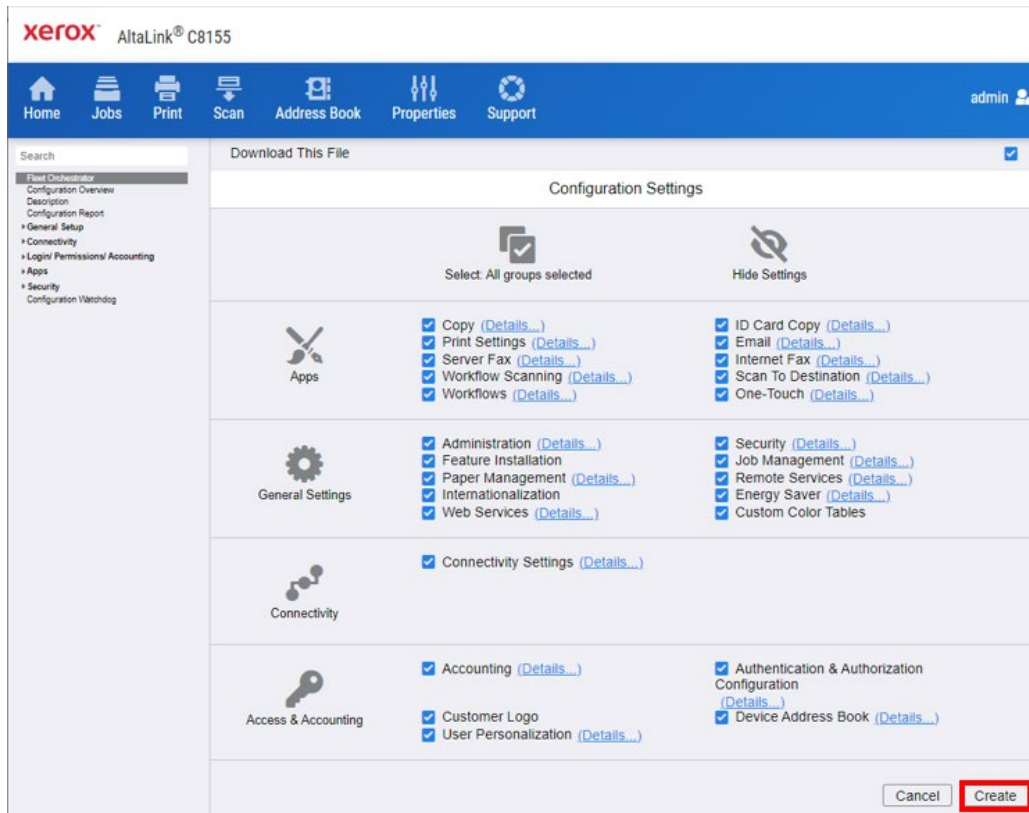 xerox™ AltaLink® C8155
Home Jobs Print Scan Address Book Properties Support admin
Search
Fleet Orchestrator
Configuration Overview
Description
Configuration Report
General Setup
Connectivity
Login/ Permissions/ Accounting
Apps
Security
Configuration Watchdog
Download This File
Configuration Settings
Select: All groups selected Hide Settings
Apps
Copy (Details...) ID Card Copy (Details...)
Print Settings (Details...) Email (Details...)
Server Fax (Details...) Internet Fax (Details...)
Workflow Scanning (Details...) Scan To Destination (Details...)
Workflows (Details...) One-Touch (Details...)
General Settings
Administration (Details...) Security (Details...)
Feature Installation Job Management (Details...)
Paper Management (Details...) Remote Services (Details...)
Internationalization Energy Saver (Details...)
Web Services (Details...) Custom Color Tables
Connectivity
Connectivity Settings (Details...)
Access & Accounting
Accounting (Details...) Authentication & Authorization
Configuration
(Details...)
Customer Logo Device Address Book (Details...)
User Personalization (Details...)
Cancel Create